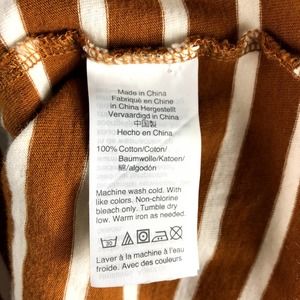 Made in China
Fabriqué en Chine
in China Hergestellt
Vervaardigd in China
中国製
Hecho en China
100% Cotton/Coton/
Baumwolle/Katoen/
棉/algodón
Machine wash cold. With
like colors. Non-chlorine
bleach only. Tumble dry
low. Warm iron as needed.
Laver à la machine à l'eau
froide. Avec des couleurs.